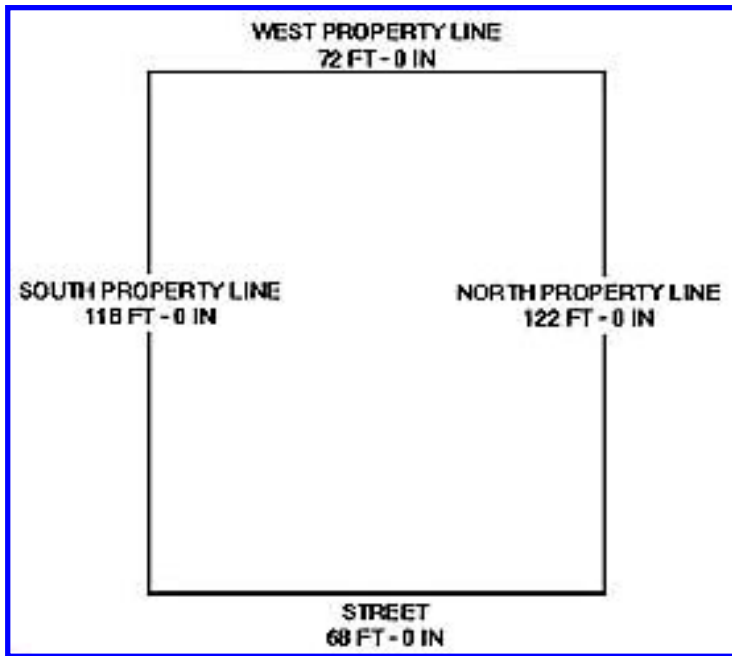 WEST PROPERTY LINE
72 FT - 0 IN
SOUTH PROPERTY LINE
118 FT - 0 IN
NORTH PROPERTY LINE
122 FT - 0 IN
STREET
68 FT - 0 IN